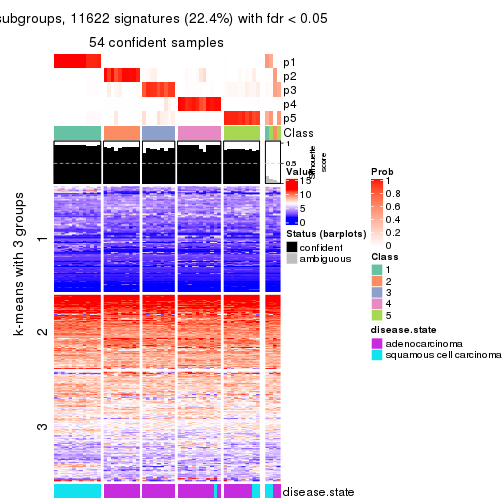 subgroups, 11622 signatures (22.4%) with fdr < 0.05
54 confident samples
p1
p2
p3
p4
p5
Class
1
0.5
Silhouette
score
k-means with 3 groups
1
2
3
disease.state
Value
15
10
5
0
Status (barplots)
confident
ambiguous
Prob
1
0.8
0.6
0.4
0.2
0
Class
1
2
3
4
5
disease.state
adenocarcinoma
squamous cell carcinoma